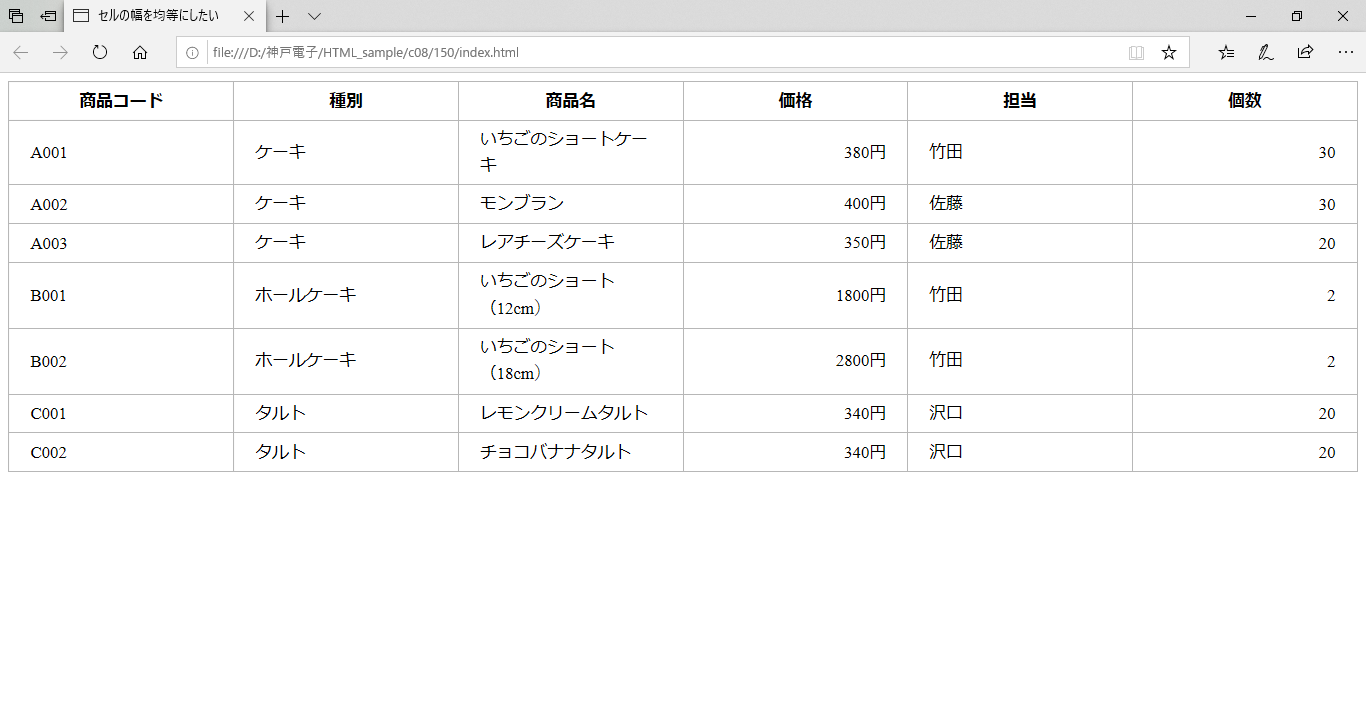 セルの幅を均等にしたい
file:///D:/神戸電子/HTML_sample/c08/150/index.html
商品コード 種別 商品名 価格 担当 個数
A001 ケーキ いちごのショートケー 380円 竹田 30
キ
A002 ケーキ モンブラン 400円 佐藤 30
A003 ケーキ レアチーズケーキ 350円 佐藤 20
B001 ホールケーキ いちごのショート 1800円 竹田 2
（12cm）
B002 ホールケーキ いちごのショート 2800円 竹田 2
（18cm）
C001 タルト レモンクリームタルト 340円 沢口 20
C002 タルト チョコバナナタルト 340円 沢口 20